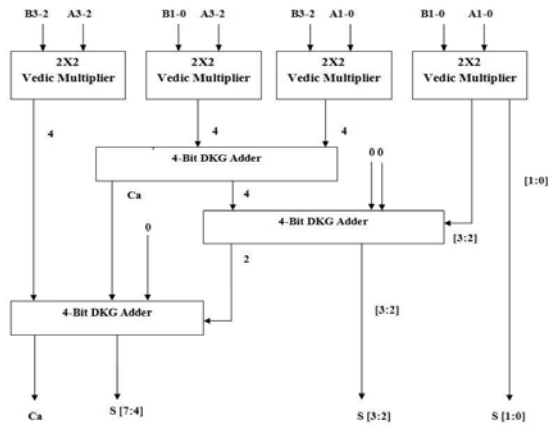 B3-2 A3-2 B1-0 A3-2 B3-2 A1-0 B1-0 A1-0
2X2 2X2 2X2 2X2
Vedic Multiplier Vedic Multiplier Vedic Multiplier Vedic Multiplier
4 4 4
4-Bit DKG Adder
0 0
Ca 4 [1:0]
4-Bit DKG Adder
0 [3:2]
2
4-Bit DKG Adder [3:2]
Ca S [7:4] S [3:2] S [1:0]